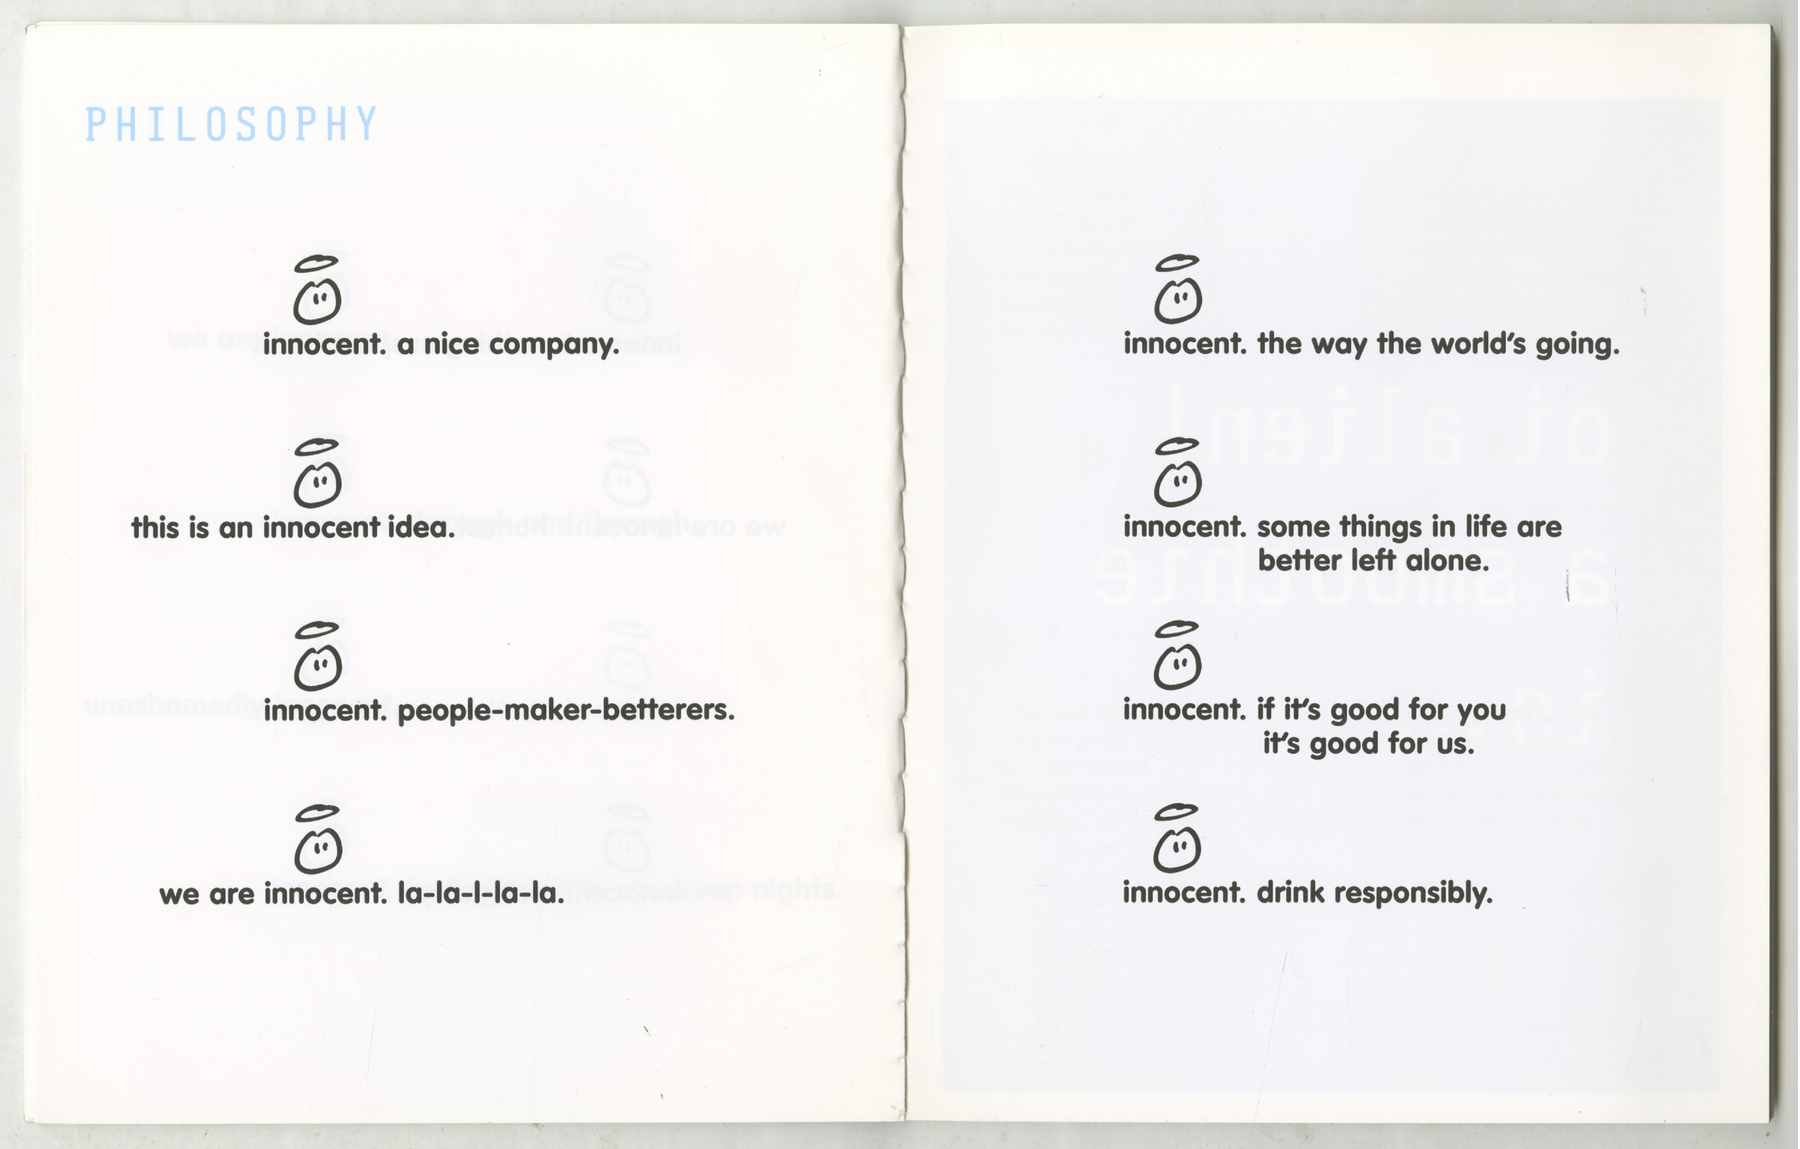 PHILOSOPHY
innocent. a nice company.
this is an innocent idea.
innocent. people-maker-betterers.
we are innocent. la-la-l-la-la.
innocent. the way the world's going.
innocent. some things in life are
better left alone.
innocent. if it's good for you
it's good for us.
innocent. drink responsibly.